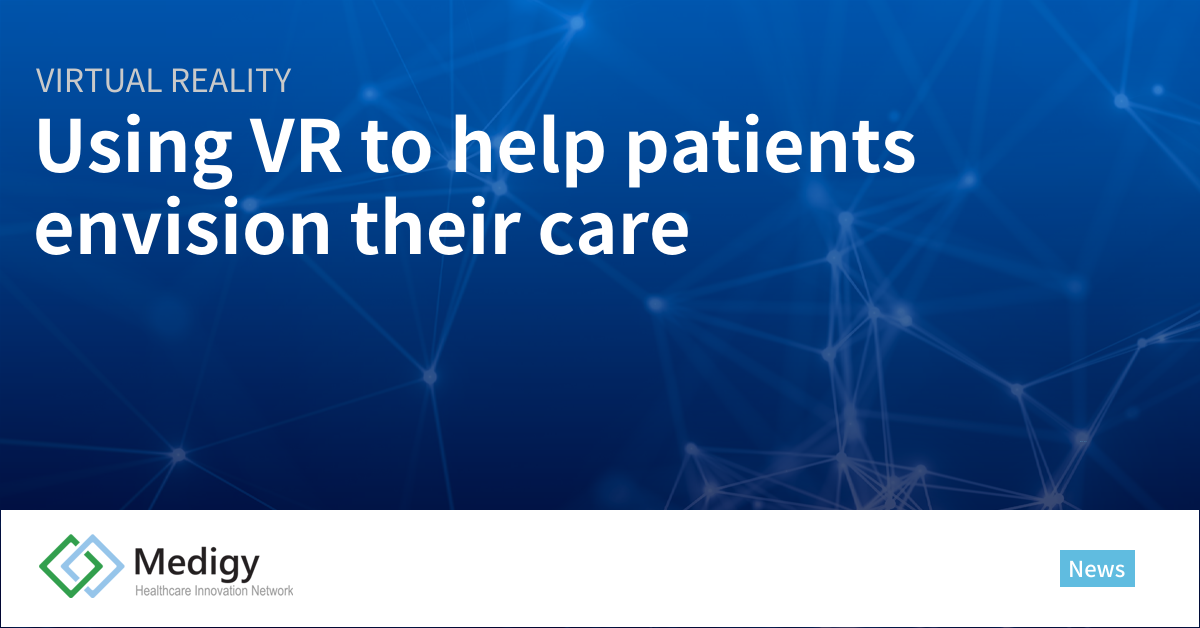 VIRTUAL REALITY
Using VR to help patients
envision their care
Medigy
Healthcare Innovation Network
News